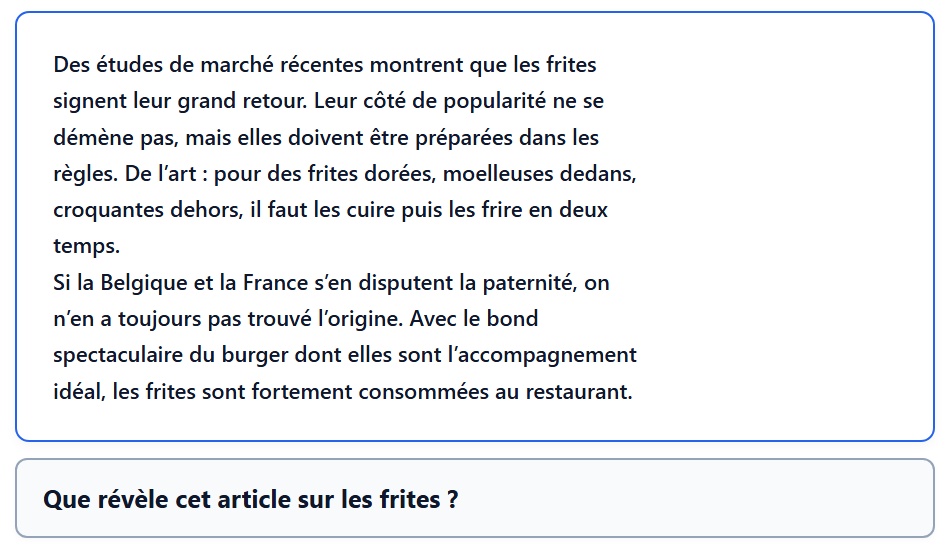 Des études de marché récentes montrent que les frites
signent leur grand retour. Leur côté de popularité ne se
démène pas, mais elles doivent être préparées dans les
règles. De l’art : pour des frites dorées, moelleuses dedans,
croquantes dehors, il faut les cuire puis les frire en deux
temps.
Si la Belgique et la France s’en disputent la paternité, on
n’en a toujours pas trouvé l’origine. Avec le bond
spectaculaire du burger dont elles sont l’accompagnement
idéal, les frites sont fortement consommées au restaurant.
Que révèle cet article sur les frites ?